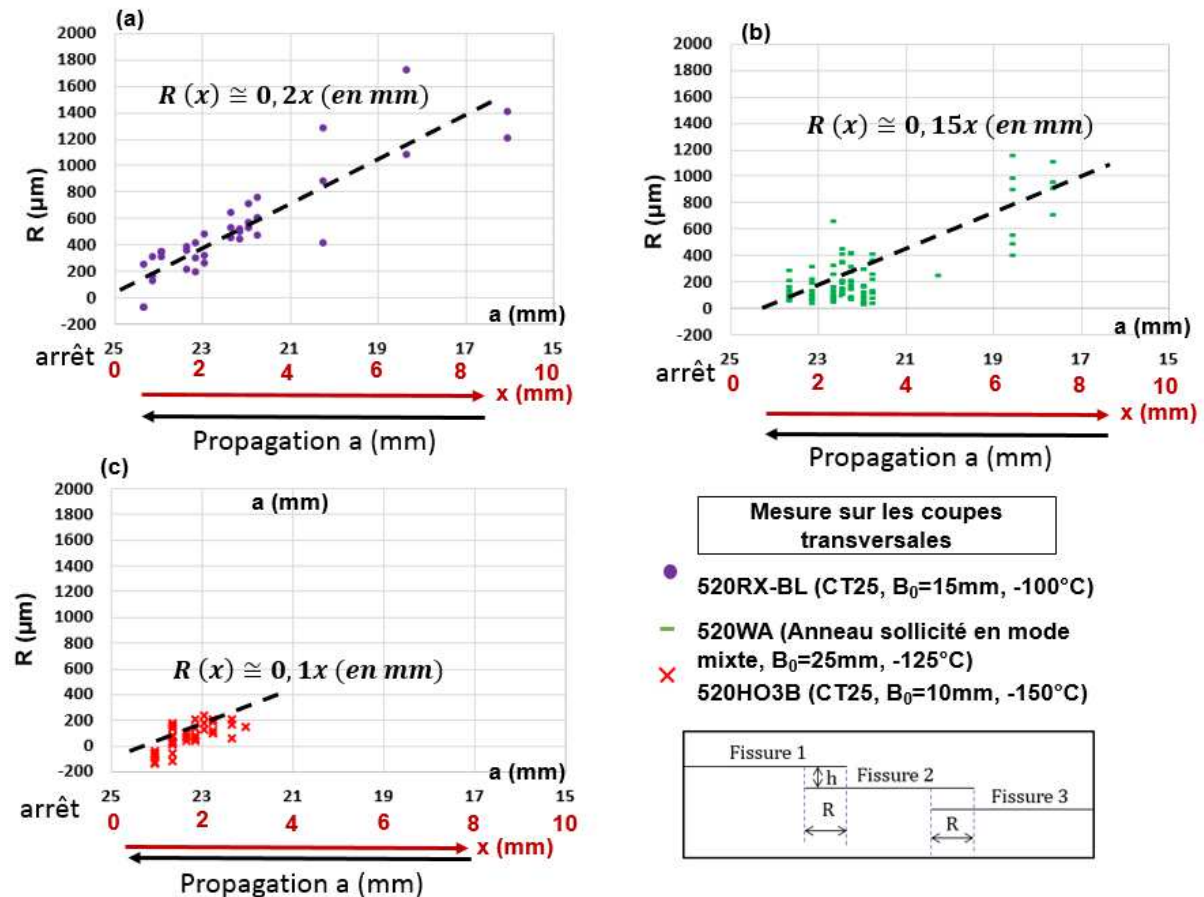 (a)
2000
1800
1600
1400
1200
1000
800
600
400
200
0
-200
R (µm)
R (x) ≅ 0, 2x (en mm)
a (mm)
25 23 21 19 17 15
arrêt
0 2 4 6 8 10
x (mm)
Propagation a (mm)
(b)
2000
1800
1600
1400
1200
1000
800
600
400
200
0
-200
R (µm)
R (x) ≅ 0, 15x (en mm)
a (mm)
25 23 21 19 17 15
arrêt
0 2 4 6 8 10
x (mm)
Propagation a (mm)
(c)
2000
1800
1600
1400
1200
1000
800
600
400
200
0
-200
R (µm)
a (mm)
R (x) ≅ 0, 1x (en mm)
a (mm)
25 23 21 19 17 15
arrêt
0 2 4 6 8 10
x (mm)
Propagation a (mm)
Mesure sur les coupes
transversales
520RX-BL (CT25, B₀=15mm, -100°C)
520WA (Anneau sollicité en mode
mixte, B₀=25mm, -125°C)
520HO3B (CT25, B₀=10mm, -150°C)
Fissure 1
h
Fissure 2
R
Fissure 3
R